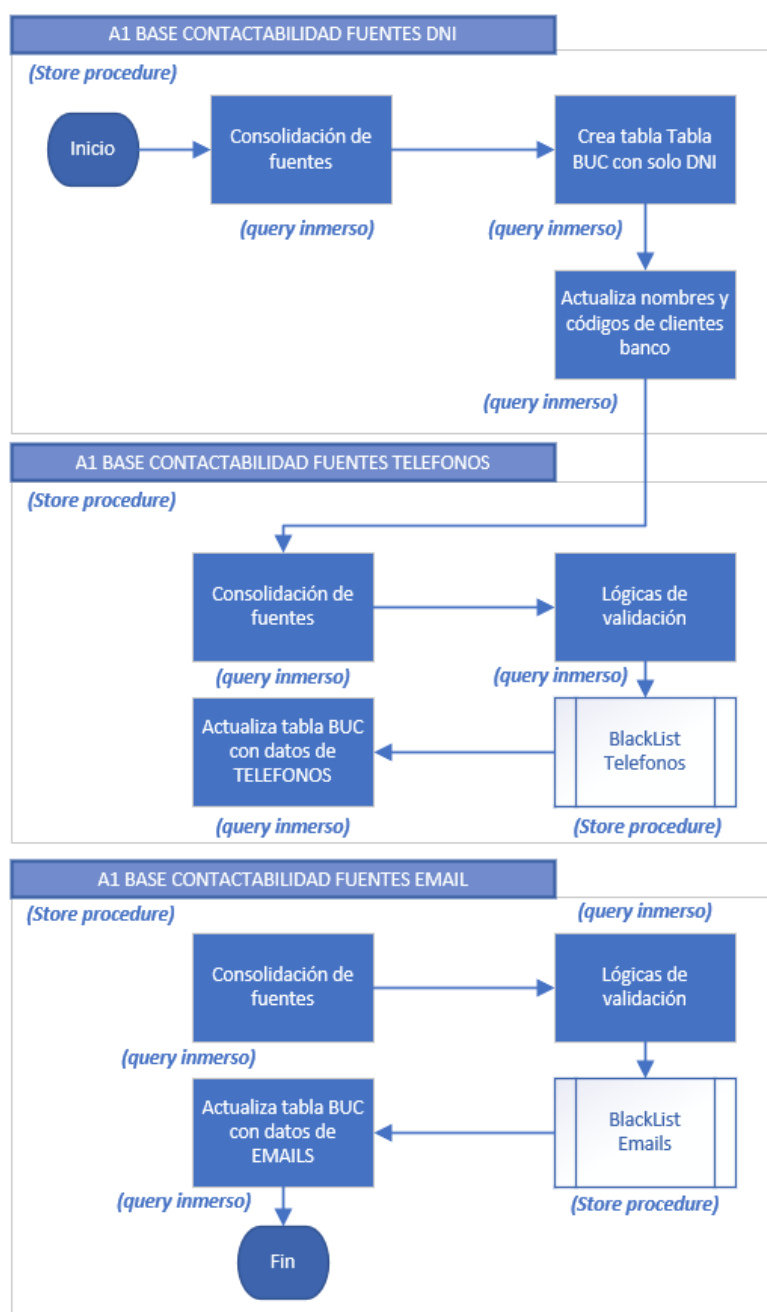 A1 BASE CONTACTABILIDAD FUENTES DNI
(Store procedure)
Inicio
Consolidación de
fuentes
(query inmerso)
Crea tabla Tabla
BUC con solo DNI
(query inmerso)
Actualiza nombres y
códigos de clientes
banco
(query inmerso)
A1 BASE CONTACTABILIDAD FUENTES TELEFONOS
(Store procedure)
Consolidación de
fuentes
(query inmerso)
Lógicas de
validación
(query inmerso)
BlackList
Telefonos
(Store procedure)
Actualiza tabla BUC
con datos de
TELEFONOS
(query inmerso)
A1 BASE CONTACTABILIDAD FUENTES EMAIL
(Store procedure)
Consolidación de
fuentes
(query inmerso)
(query inmerso)
Lógicas de
validación
BlackList
Emails
(Store procedure)
Actualiza tabla BUC
con datos de
EMAILS
(query inmerso)
Fin